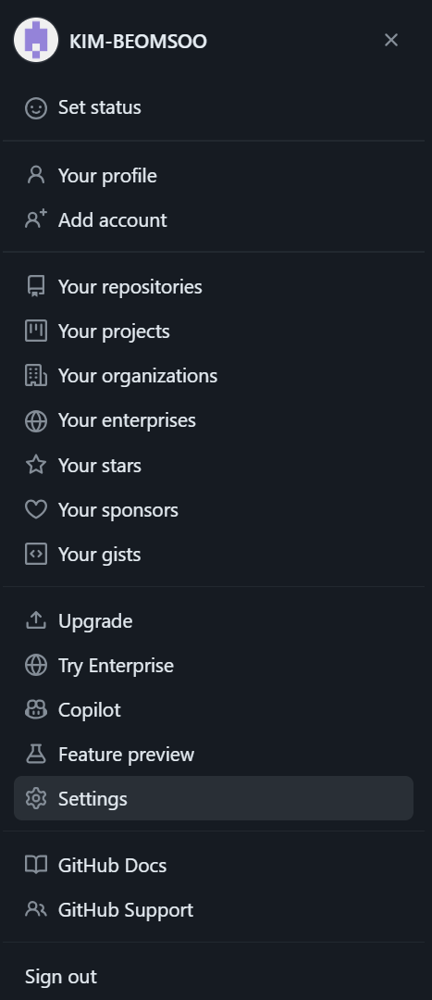 KIM-BEOMSOO
Set status
Your profile
Add account
Your repositories
Your projects
Your organizations
Your enterprises
Your stars
Your sponsors
Your gists
Upgrade
Try Enterprise
Copilot
Feature preview
Settings
GitHub Docs
GitHub Support
Sign out